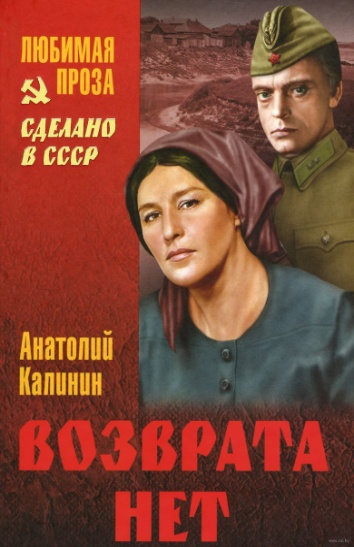 ЛЮБИМАЯ
ПРОЗА
СДЕЛАНО
В СССР
Анатолий
Калинин
ВОЗВРАТА
НЕТ